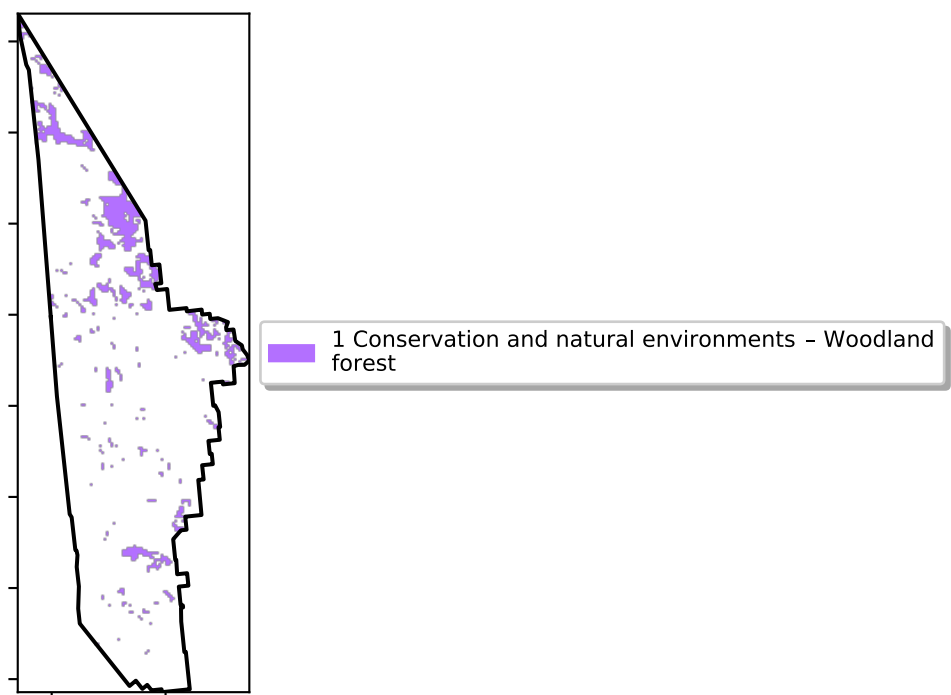 1 Conservation and natural environments – Woodland
forest